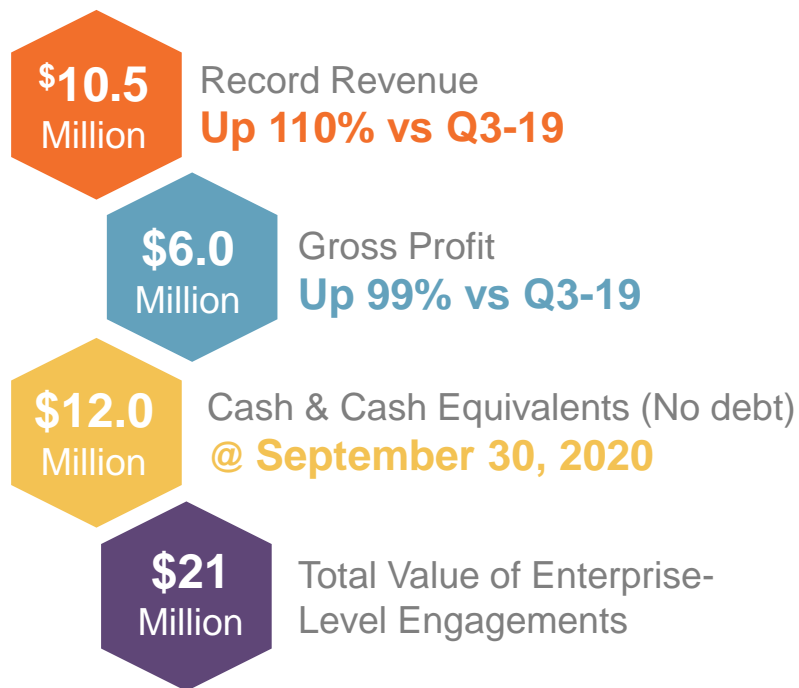 $10.5
Million
Record Revenue
Up 110% vs Q3-19
$6.0
Million
Gross Profit
Up 99% vs Q3-19
$12.0
Million
Cash & Cash Equivalents (No debt)
@ September 30, 2020
$21
Million
Total Value of Enterprise-
Level Engagements